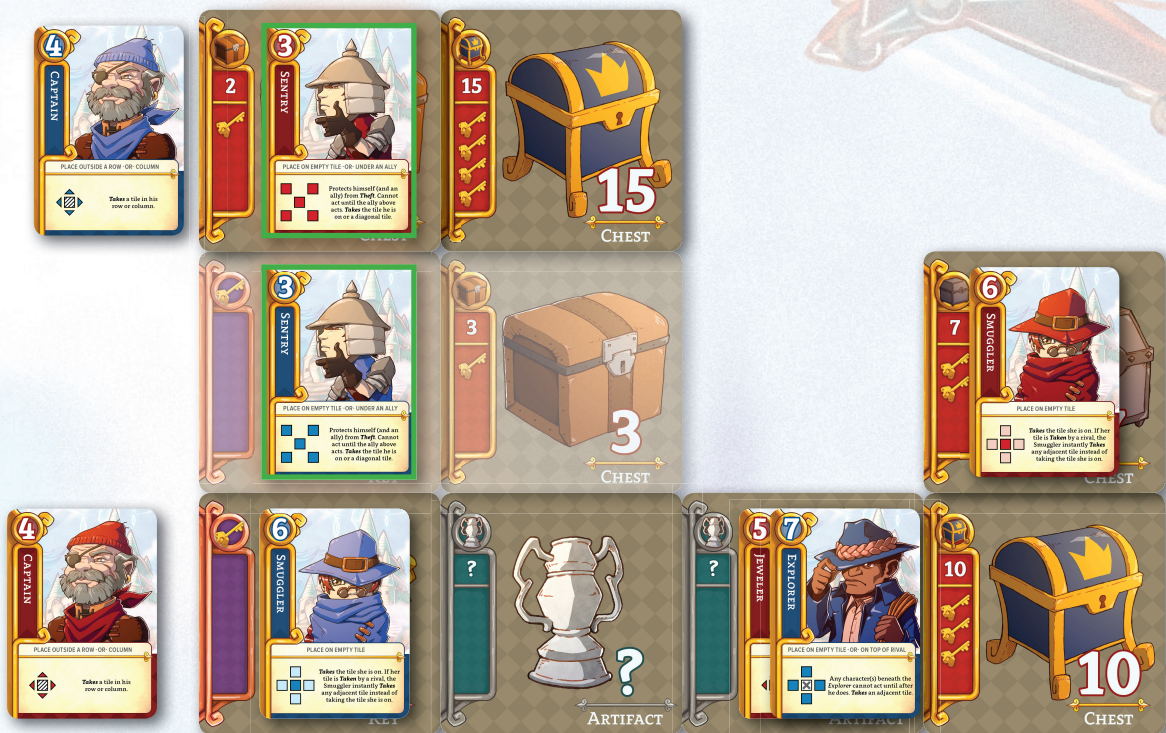 4
CAPTAIN
PLACE OUTSIDE A ROW -OR- COLUMN
Takes a tile in his
row or column.
2
3
SENTRY
PLACE ON EMPTY TILE -OR- UNDER AN ALLY
Protects himself (and an
ally) from Theft. Cannot
act until the ally above
acts. Takes the tile he is
on or a diagonal tile.
CHEST
15
15
CHEST
3
SENTRY
PLACE ON EMPTY TILE -OR- UNDER AN ALLY
Protects himself (and an
ally) from Theft. Cannot
act until the ally above
acts. Takes the tile he is
on or a diagonal tile.
KEY
3
3
CHEST
7
6
SMUGGLER
PLACE ON EMPTY TILE
Takes the tile she is on. If her
tile is Taken by a rival, the
Smuggler instantly Takes
any adjacent tile instead of
taking the tile she is on.
CHEST
4
CAPTAIN
PLACE OUTSIDE A ROW -OR- COLUMN
Takes a tile in his
row or column.
6
SMUGGLER
PLACE ON EMPTY TILE
Takes the tile she is on. If her
tile is Taken by a rival, the
Smuggler instantly Takes
any adjacent tile instead of
taking the tile she is on.
KEY
?
?
ARTIFACT
?
5
JEWELER
7
EXPLORER
PLACE ON EMPTY TILE -OR- ON TOP OF RIVAL
Any character(s) beneath the
Explorer cannot act until after
he does. Takes an adjacent tile.
ARTIFACT
10
10
CHEST